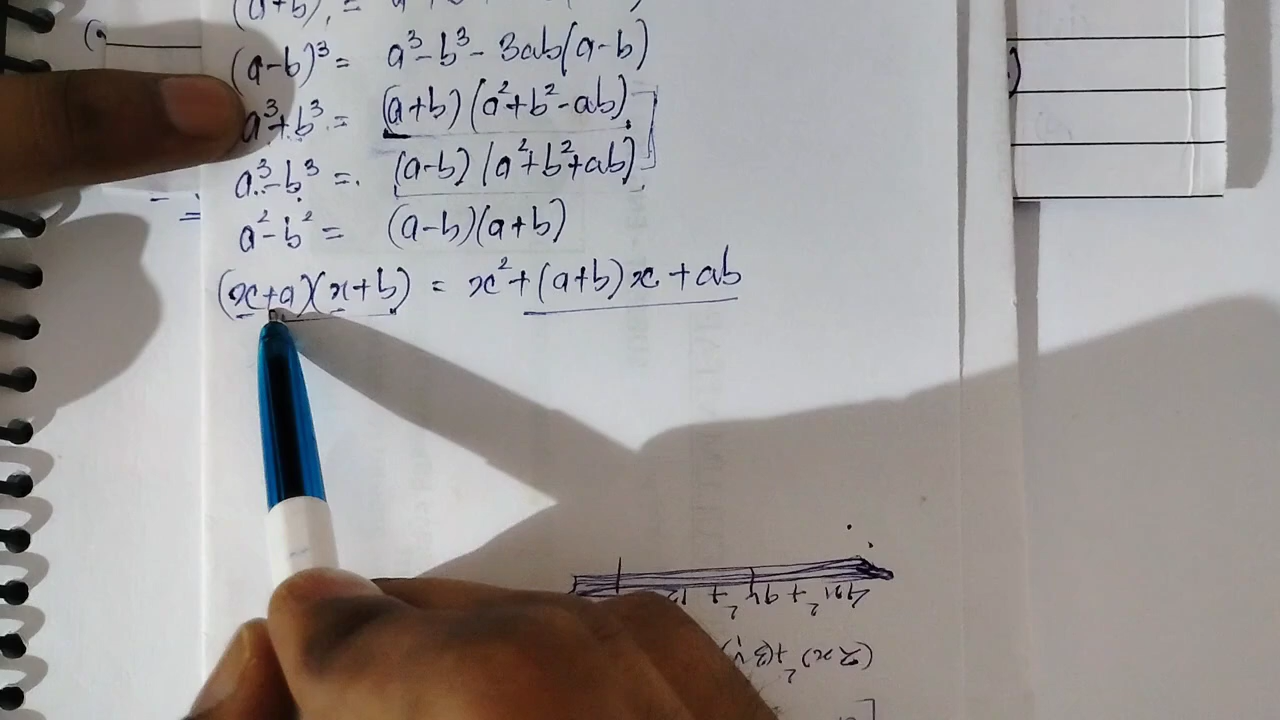 (a+b)
(a-b)³ = a³-b³-3ab(a-b)
a³+b³ = (a+b)(a²+b²-ab)
a³-b³ = (a-b)(a²+b²+ab)
a²-b² = (a-b)(a+b)
(x+a)(x+b) = x²+(a+b)x+ab